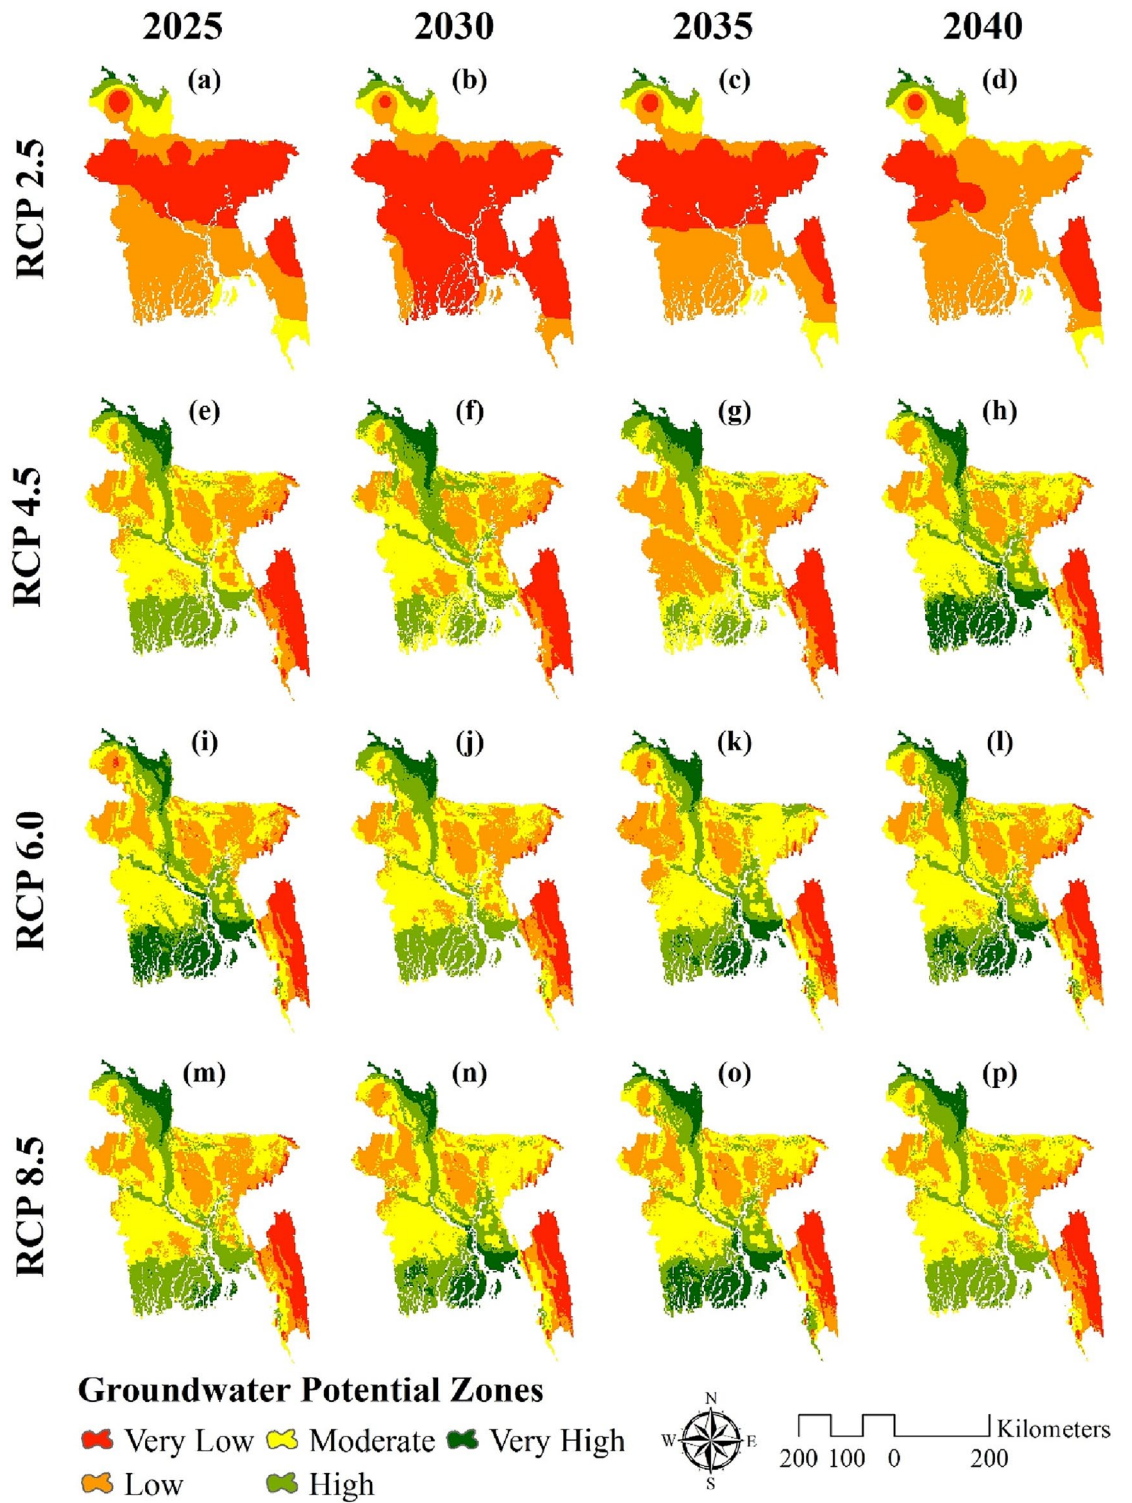 2025 2030 2035 2040
(a) (b) (c) (d)
RCP 2.5
(e) (f) (g) (h)
RCP 4.5
(i) (j) (k) (l)
RCP 6.0
(m) (n) (o) (p)
RCP 8.5
Groundwater Potential Zones
Very Low Moderate Very High
Low High
N
W E
S
Kilometers
200 100 0 200